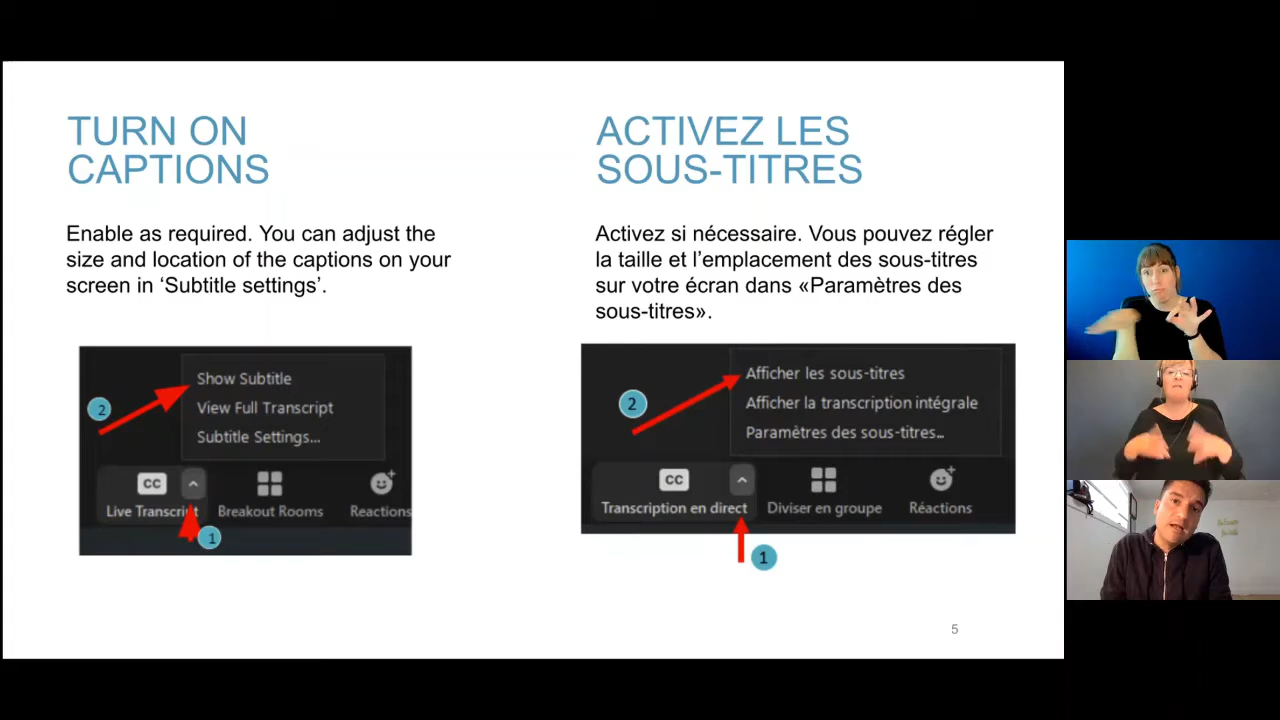 TURN ON
CAPTIONS
Enable as required. You can adjust the
size and location of the captions on your
screen in ‘Subtitle settings’.
2
Show Subtitle
View Full Transcript
Subtitle Settings...
CC
Live Transcript
Breakout Rooms
Reactions
1
ACTIVEZ LES
SOUS-TITRES
Activez si nécessaire. Vous pouvez régler
la taille et l’emplacement des sous-titres
sur votre écran dans «Paramètres des
sous-titres».
2
Afficher les sous-titres
Afficher la transcription intégrale
Paramètres des sous-titres...
CC
Transcription en direct
Diviser en groupe
Réactions
1
5